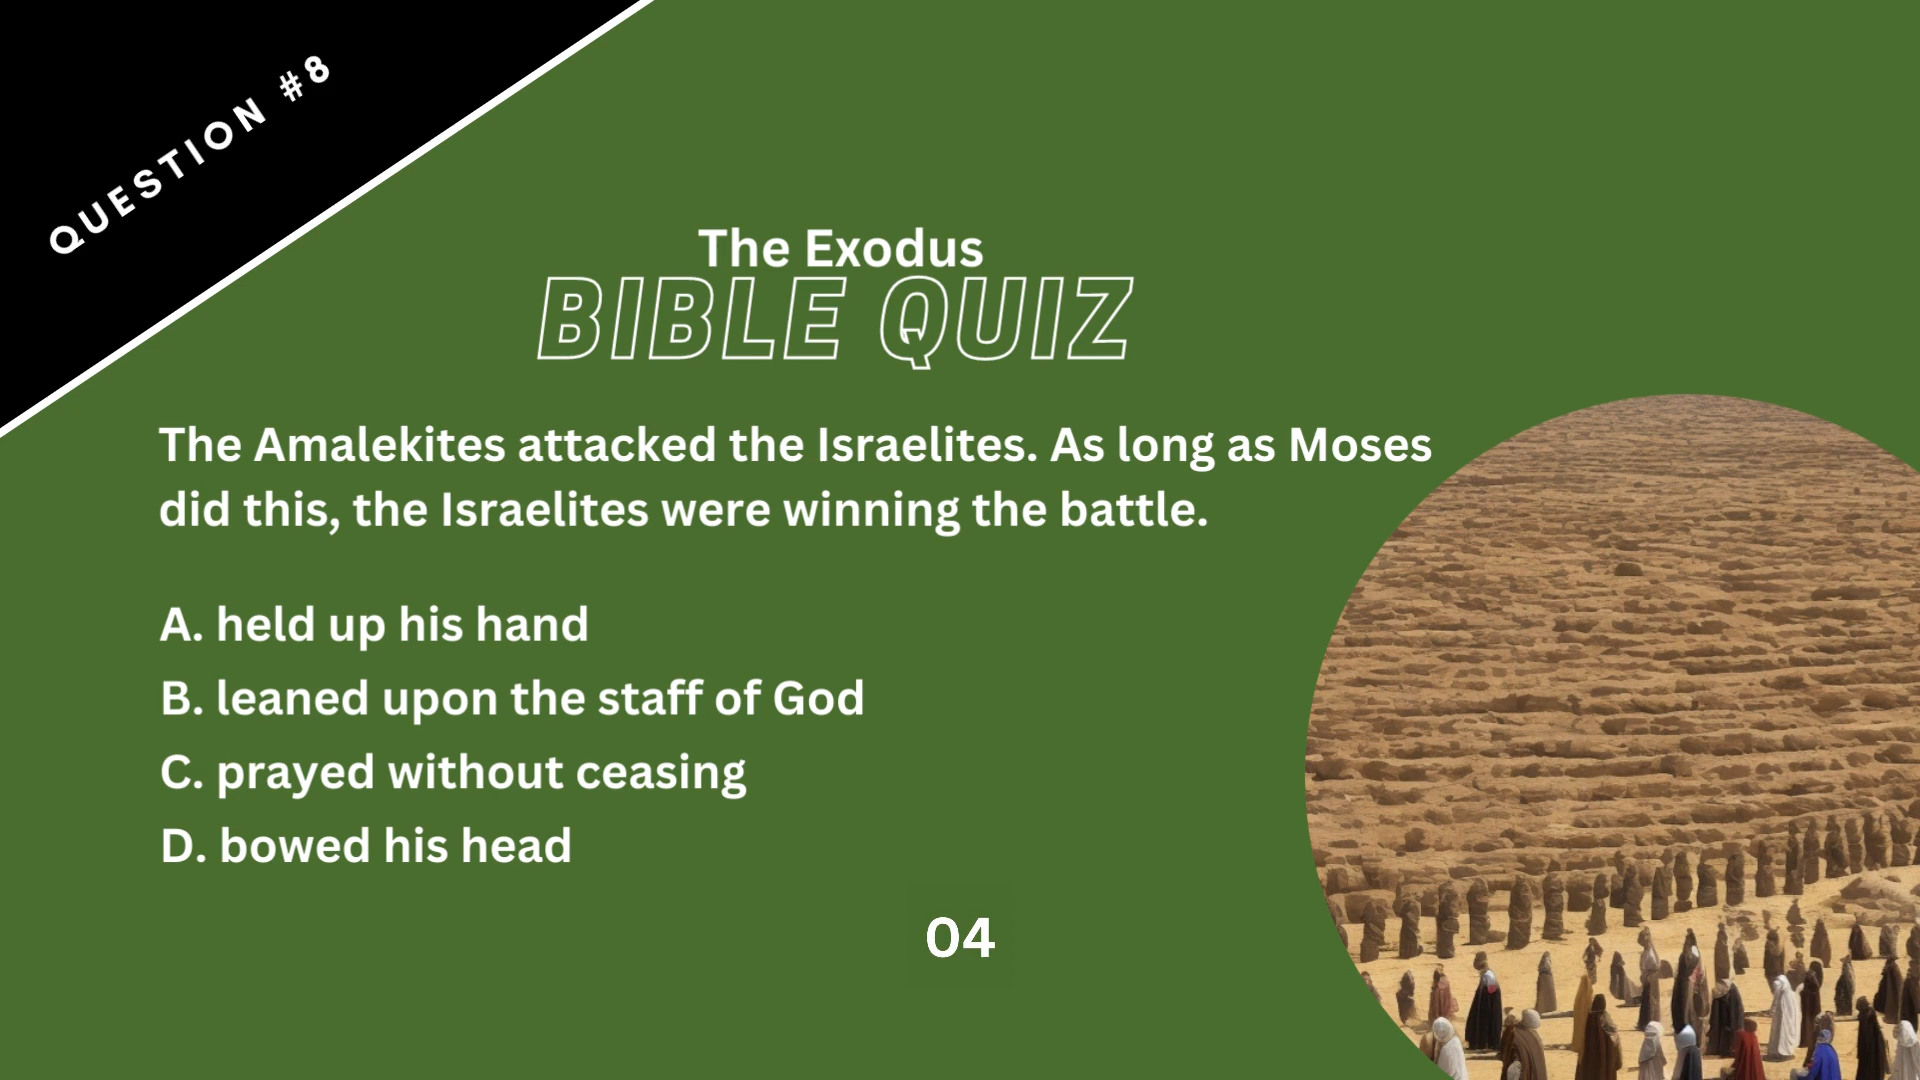 QUESTION #8
The Exodus
BIBLE QUIZ
The Amalekites attacked the Israelites. As long as Moses
did this, the Israelites were winning the battle.
A. held up his hand
B. leaned upon the staff of God
C. prayed without ceasing
D. bowed his head
04